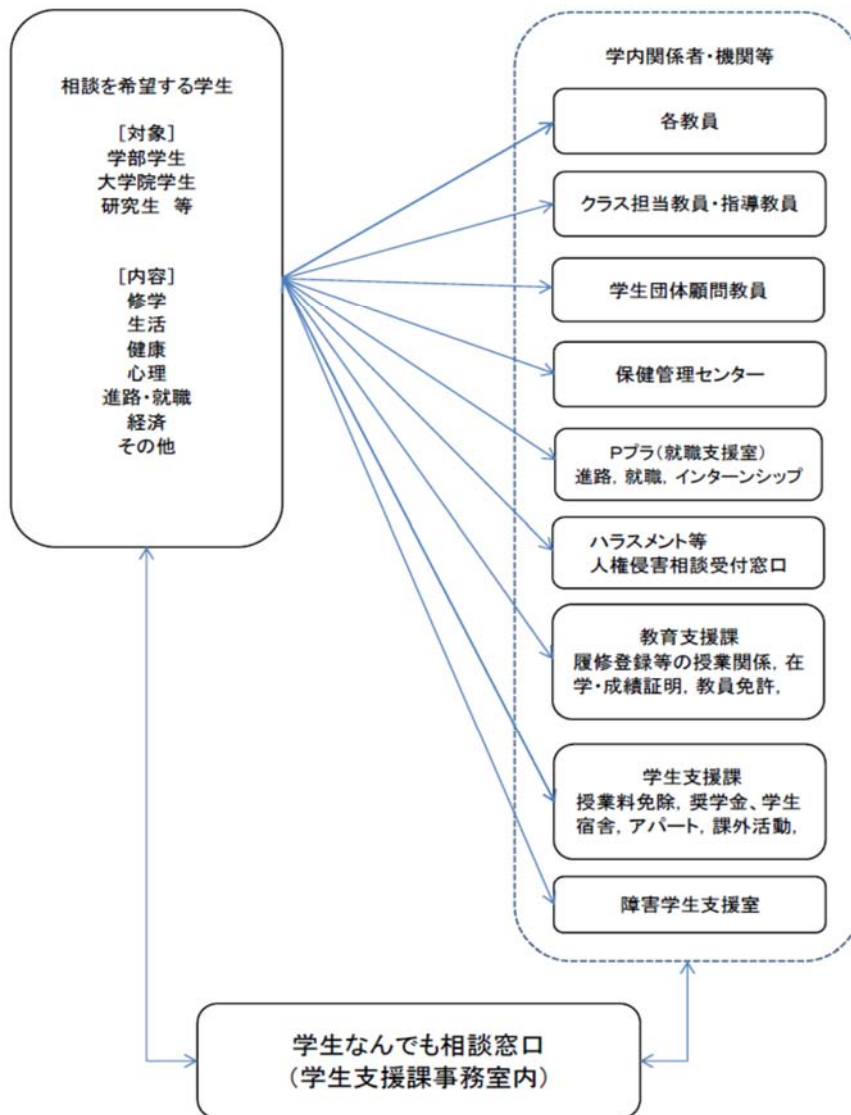 相談を希望する学生
[対象]
学部学生
大学院学生
研究生 等
[内容]
修学
生活
健康
心理
進路・就職
経済
その他
学内関係者・機関等
各教員
クラス担当教員・指導教員
学生団体顧問教員
保健管理センター
Pプラ(就職支援室)
進路, 就職, インターンシップ
ハラスメント等
人権侵害相談受付窓口
教育支援課
履修登録等の授業関係, 在
学・成績証明, 教員免許,
学生支援課
授業料免除, 奨学金、学生
宿舎, アパート, 課外活動,
障害学生支援室
学生なんでも相談窓口
(学生支援課事務室内)